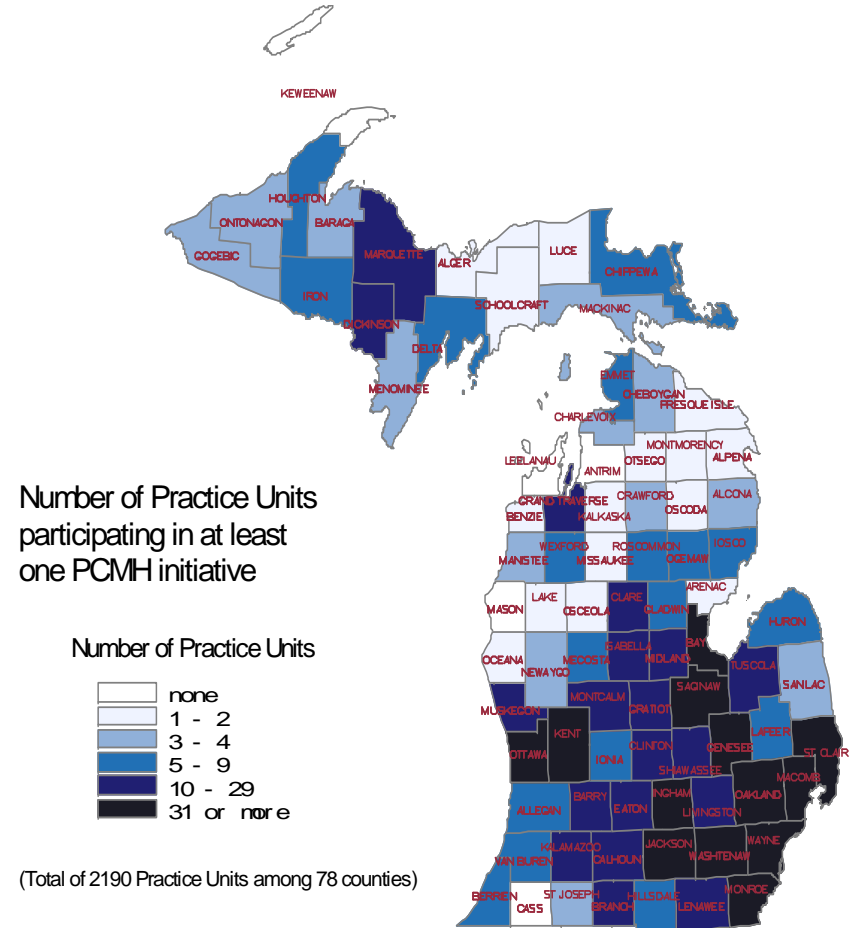 KEWEENAW
HOUGHTON
ONTONAGON
BARAGA
GOGEBIC
MARQUETTE
ALGER
LUCE
CHIPPEWA
IRON
SCHOOLCRAFT
MACKINAC
DICKINSON
DELTA
MENOMINEE
EMMET
CHEBOYGAN
PRESQUE ISLE
CHARLEVOIX
MONTMORENCY
LEELANAU
OTSEGO
ALPENA
ANTRIM
Number of Practice Units
participating in at least
one PCMH initiative
GRAND TRAVERSE
CRAWFORD
ALCONA
BENZIE
KALKASKA
OSCODA
WEXFORD
ROSCOMMON
IOSCO
MANISTEE
MISSAUKEE
OGEMAW
ARENAC
MASON
LAKE
OSCEOLA
CLARE
GLADWIN
HURON
Number of Practice Units
OCEANA
NEWAYGO
MECOSTA
ISABELLA
MIDLAND
BAY
TUSCOLA
SANILAC
none
1 - 2
3 - 4
5 - 9
10 - 29
31 or more
MUSKEGON
MONTCALM
GRATIOT
SAGINAW
OTTAWA
KENT
IONIA
CLINTON
SHIAWASSEE
GENESEE
LAPEER
ST CLAIR
ALLEGAN
BARRY
EATON
INGHAM
LIVINGSTON
OAKLAND
MACOMB
VAN BUREN
KALAMAZOO
CALHOUN
JACKSON
WASHTENAW
WAYNE
(Total of 2190 Practice Units among 78 counties)
BERRIEN
CASS
ST JOSEPH
BRANCH
HILLSDALE
LENAWEE
MONROE